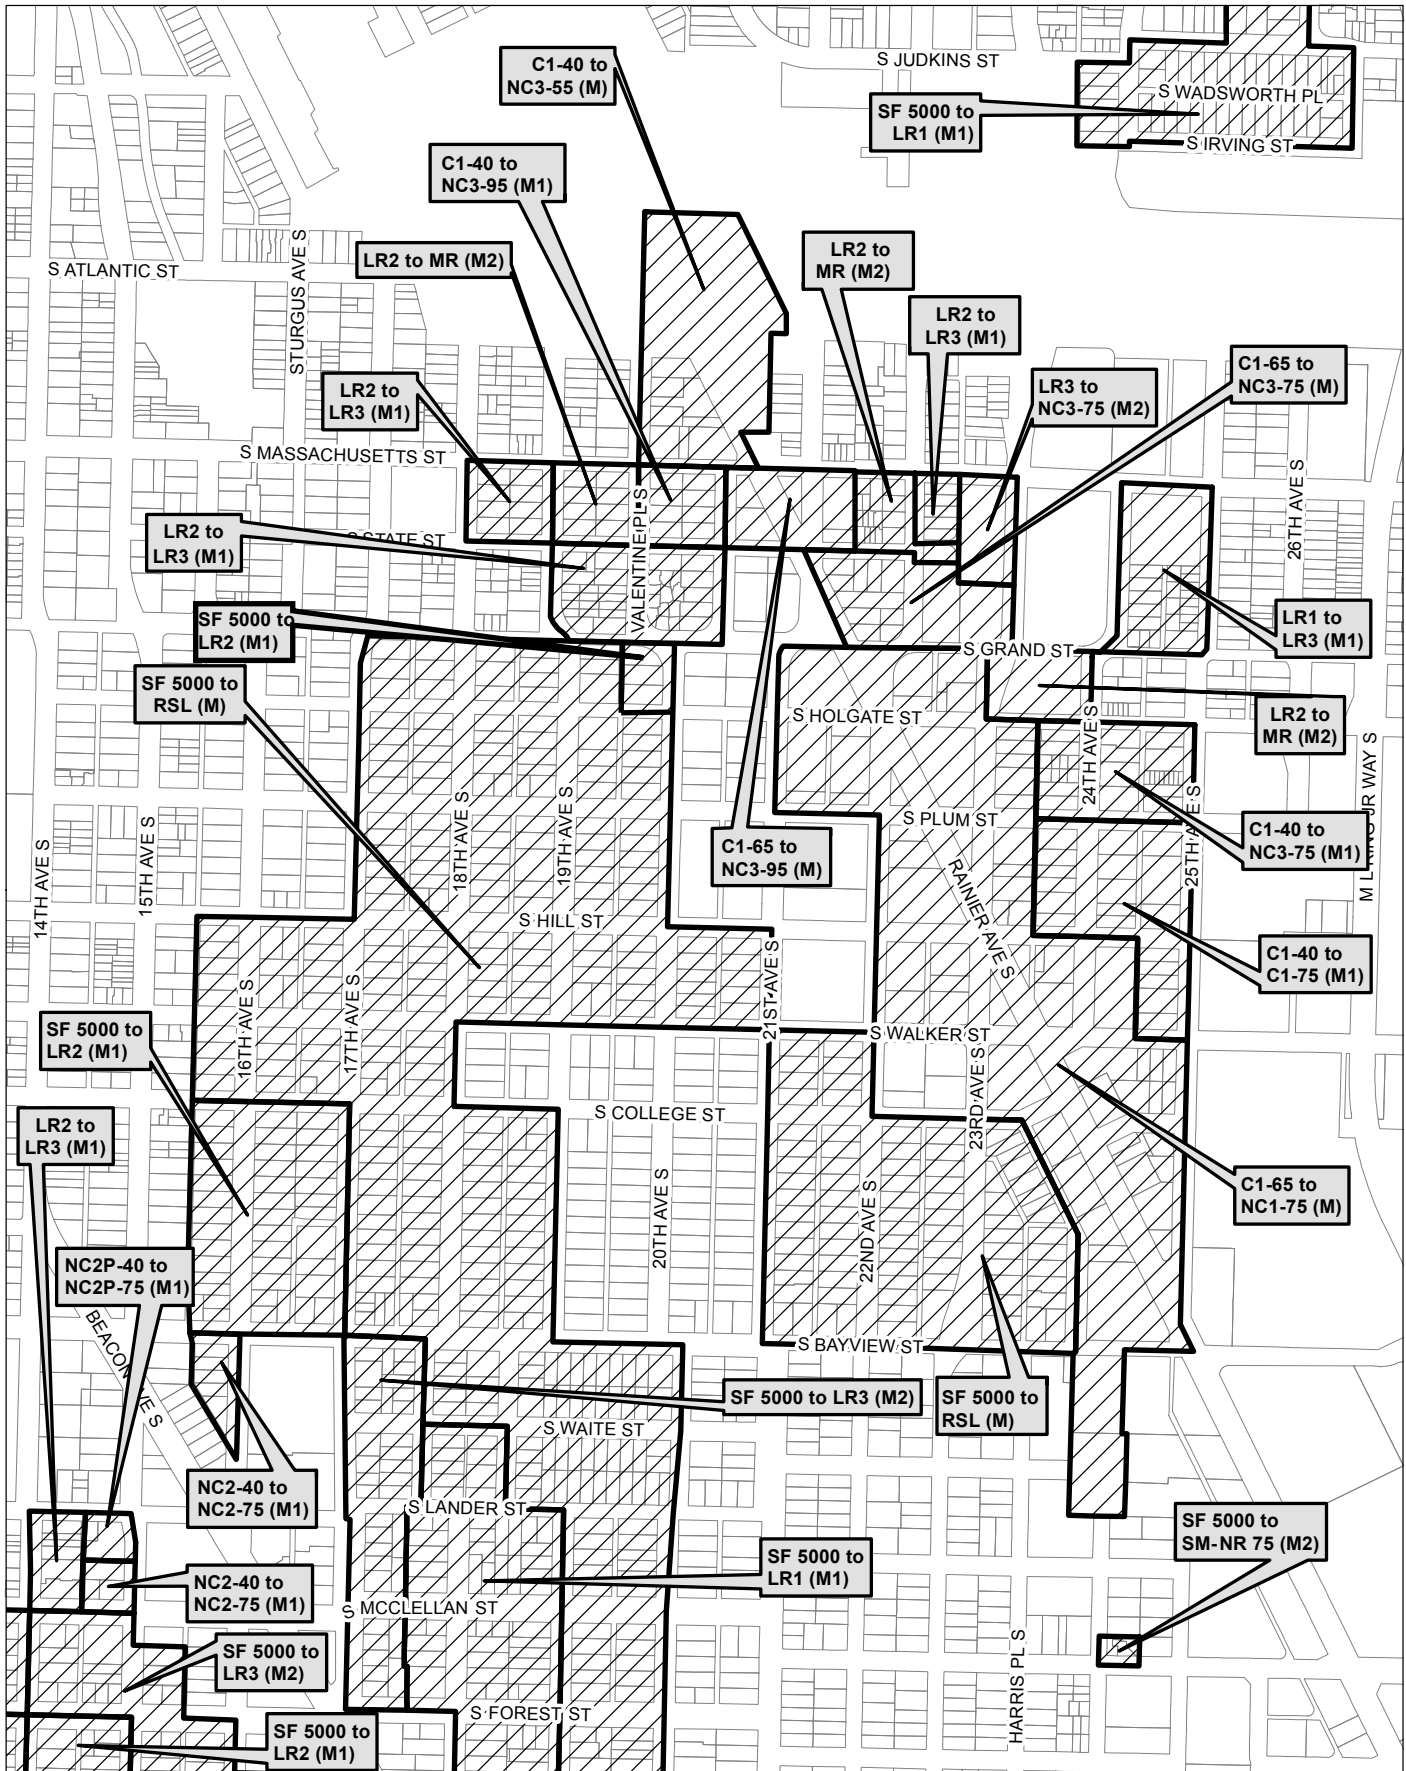 S JUDKINS ST
C1-40 to
NC3-55 (M)
S WADSWORTH PL
SF 5000 to
LR1 (M1)
S IRVING ST
C1-40 to
NC3-95 (M1)
LR2 to MR (M2)
LR2 to
MR (M2)
S ATLANTIC ST
STURGUS AVE S
LR2 to
LR3 (M1)
C1-65 to
NC3-75 (M)
LR3 to
NC3-75 (M2)
LR2 to
LR3 (M1)
S MASSACHUSETTS ST
26TH AVE S
VALENTINE PL S
LR2 to
LR3 (M1)
S STATE ST
SF 5000 to
LR2 (M1)
LR1 to
LR3 (M1)
S GRAND ST
SF 5000 to
RSL (M)
S HOLGATE ST
LR2 to
MR (M2)
24TH AVE S
M L KING JR WAY S
S PLUM ST
C1-65 to
NC3-95 (M)
C1-40 to
NC3-75 (M1)
25TH AVE S
14TH AVE S
15TH AVE S
18TH AVE S
19TH AVE S
RAINIER AVE S
S HILL ST
C1-40 to
C1-75 (M1)
16TH AVE S
17TH AVE S
21ST AVE S
SF 5000 to
LR2 (M1)
S WALKER ST
23RD AVE S
S COLLEGE ST
LR2 to
LR3 (M1)
C1-65 to
NC1-75 (M)
20TH AVE S
22ND AVE S
NC2P-40 to
NC2P-75 (M1)
BEACON AVE S
S BAYVIEW ST
SF 5000 to LR3 (M2)
SF 5000 to
RSL (M)
S WAITE ST
NC2-40 to
NC2-75 (M1)
S LANDER ST
SF 5000 to
SM-NR 75 (M2)
SF 5000 to
LR1 (M1)
NC2-40 to
NC2-75 (M1)
S MCCLELLAN ST
SF 5000 to
LR3 (M2)
HARRIS PL S
S FOREST ST
SF 5000 to
LR2 (M1)